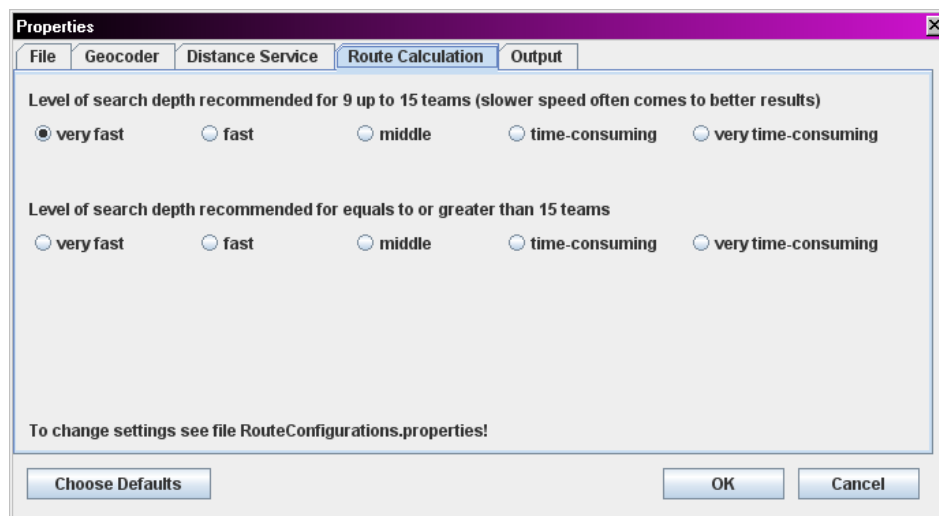 Properties
File Geocoder Distance Service Route Calculation Output
Level of search depth recommended for 9 up to 15 teams (slower speed often comes to better results)
very fast fast middle time-consuming very time-consuming
Level of search depth recommended for equals to or greater than 15 teams
very fast fast middle time-consuming very time-consuming
To change settings see file RouteConfigurations.properties!
Choose Defaults OK Cancel